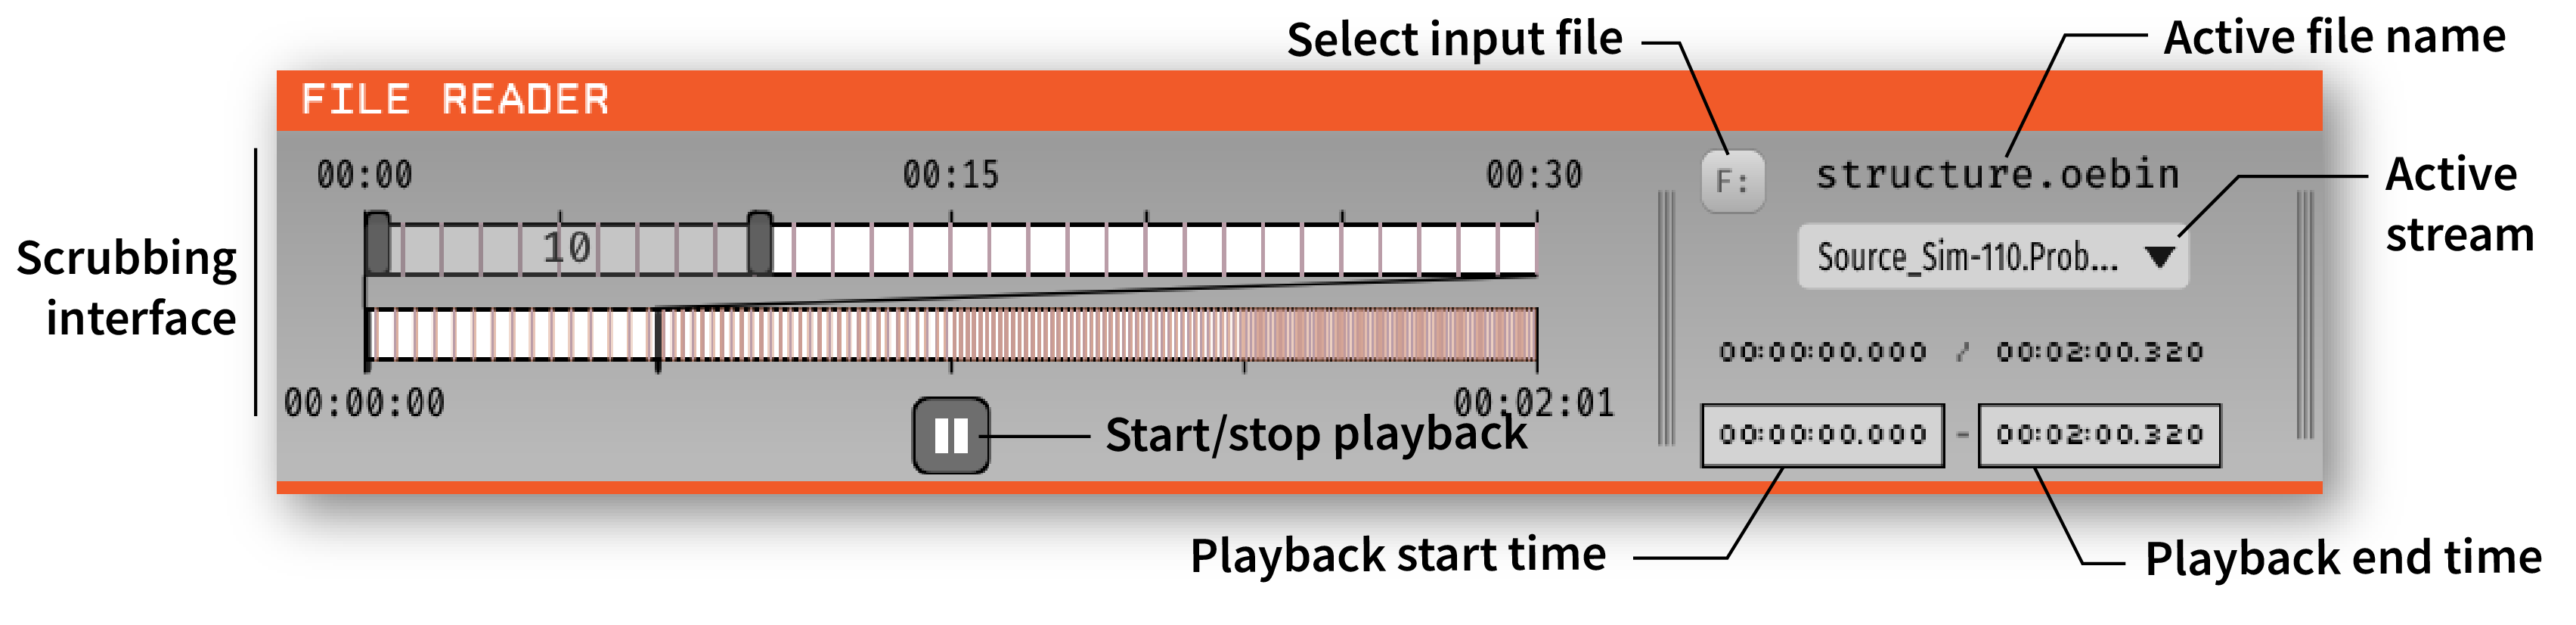 Select input file
Active file name
FILE READER
00:00
00:15
00:30
F:
structure.oebin
Active
stream
10
Source_Sim-110.Prob...
Scrubbing
interface
00:00:00.000 / 00:02:00.320
00:00:00
00:02:01
Start/stop playback
00:00:00.000 - 00:02:00.320
Playback start time
Playback end time